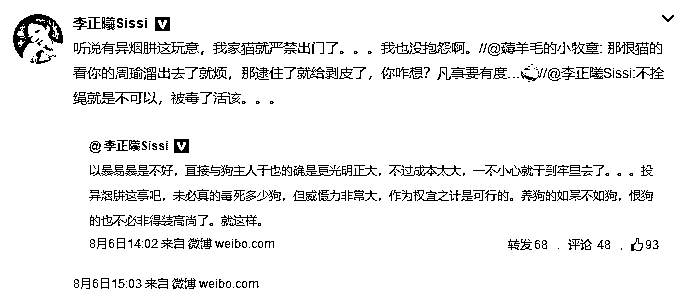 李正曦Sissi V
听说有异烟肼这玩意，我家猫就严禁出门了。。。我也没抱怨啊。//@薅羊毛的小牧童: 那恨猫的
看你的周瑜溜出去了就烦，那逮住了就给剥皮了，你咋想？凡真要有度... //@李正曦Sissi:不拴
绳就是不可以，被毒了活该。。。
@李正曦Sissi V
以暴易暴是不好，直接与狗主人干也的确是更光明正大，不过成本太大，一不小心就干到牢里去了。。。投
异烟肼这事吧，未必真的毒死多少狗，但威慑力非常大，作为权宜之计是可行的。养狗的如果不如狗，恨狗
的也不必非得装高尚了。就这样。
8月6日14:02 来自 微博 weibo.com 转发 68 . 评论 48 . 93
8月6日15:03 来自 微博 weibo.com